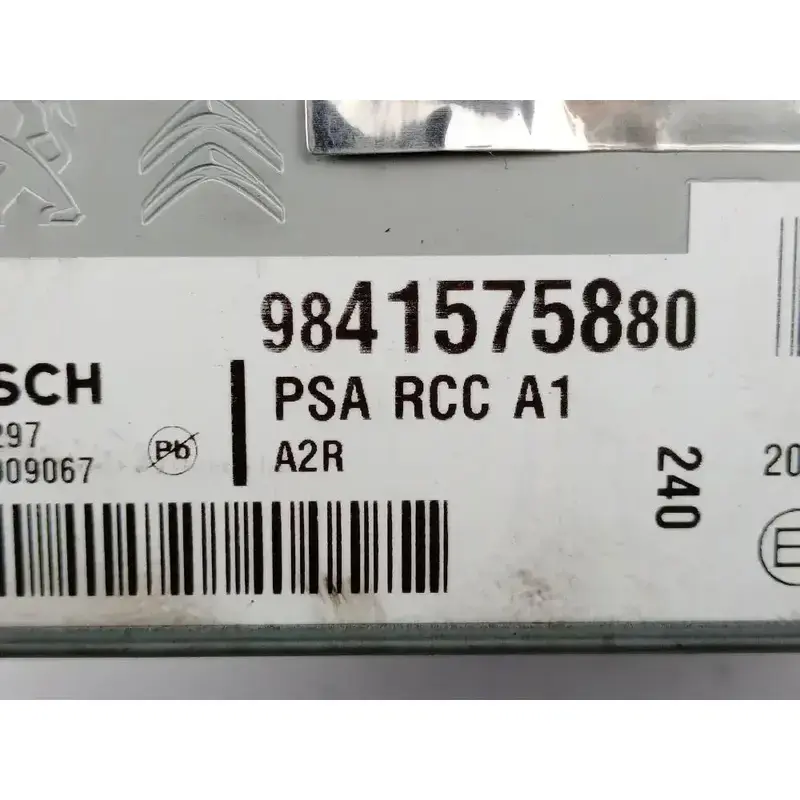 9841575880
SCH
PSA RCC A1
297
Pb
A2R
009067
240
20
E